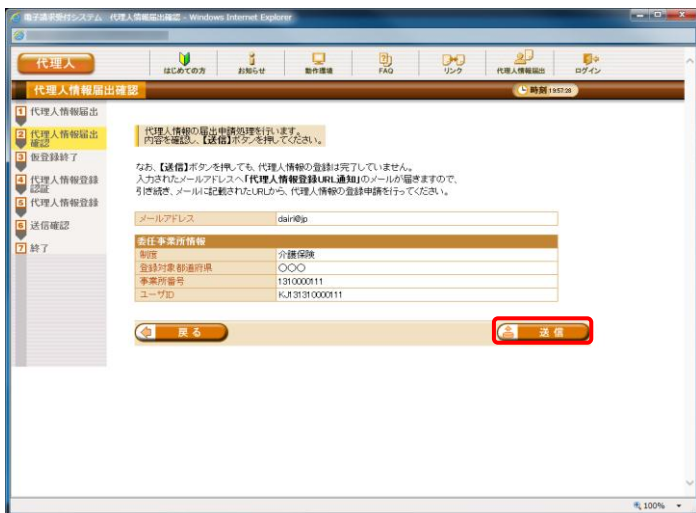 電子請求受付システム 代理人情報届出確認 - Windows Internet Explorer
代理人
はじめての方 お知らせ 動作環境 FAQ リンク 代理人情報届出 ログイン
代理人情報届出確認
時刻 19:57:28
1 代理人情報届出
2 代理人情報届出
確認
3 仮登録終了
4 代理人情報登録
認証
5 代理人情報登録
6 送信確認
7 終了
代理人情報の届出申請処理を行います。
内容を確認し、【送信】ボタンを押してください。
なお、【送信】ボタンを押しても、代理人情報の登録は完了していません。
入力されたメールアドレスへ「代理人情報登録URL通知」のメールが届きますので、
引き続き、メールに記載されたURLから、代理人情報の登録申請を行ってください。
メールアドレス dairi@jp
委任事業所情報
制度 介護保険
登録対象都道府県 〇〇〇
事業所番号 1310000111
ユーザID KJ131310000111
戻る 送信
100%